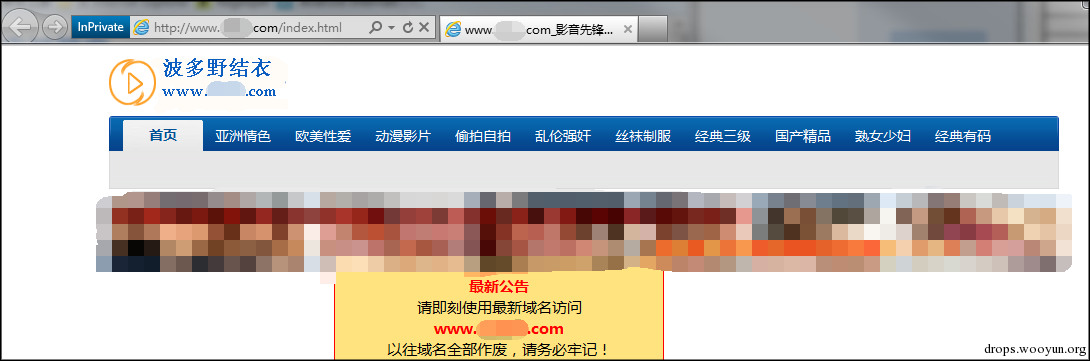 InPrivate http://www. com/index.html www. com_影音先锋...
波多野结衣
www. .com
首页 亚洲情色 欧美性爱 动漫影片 偷拍自拍 乱伦强奸 丝袜制服 经典三级 国产精品 熟女少妇 经典有码
最新公告
请即刻使用最新域名访问
www. .com
以往域名全部作废，请务必牢记！
drops.wooyun.org